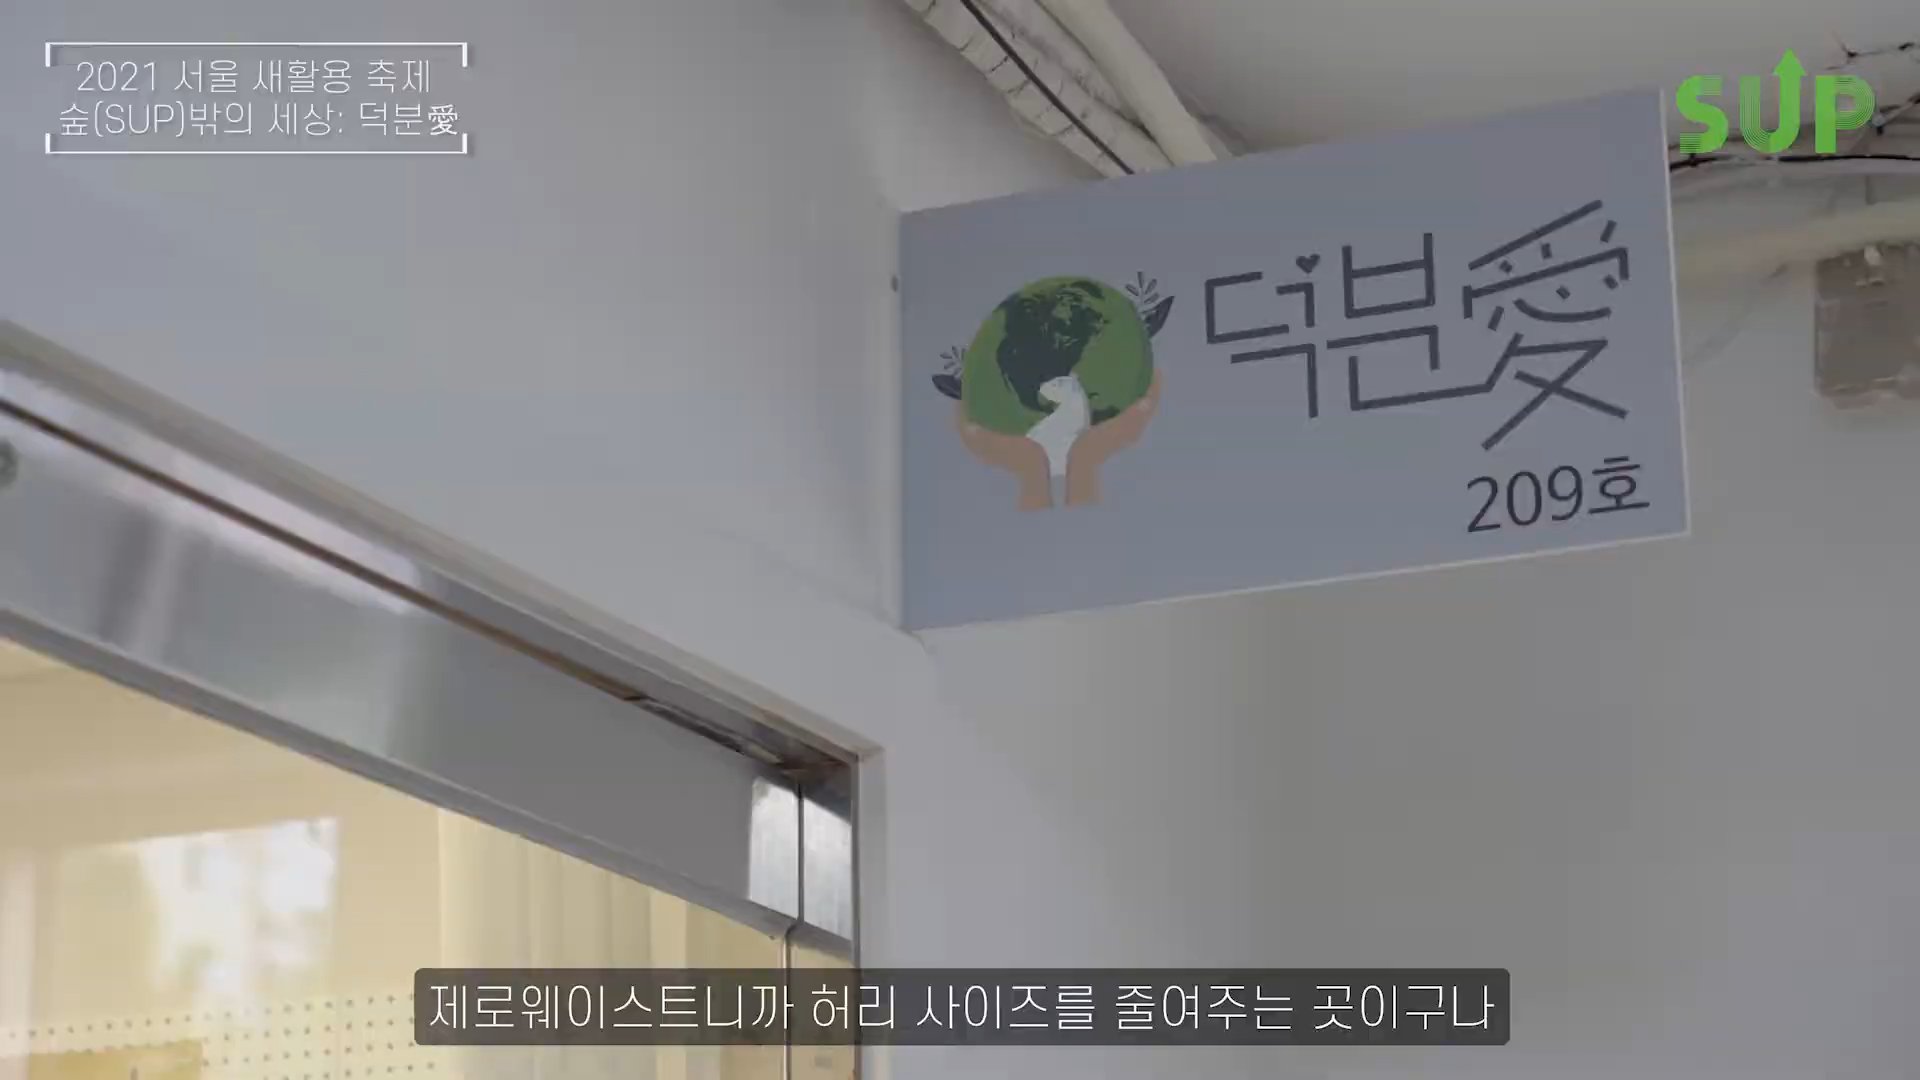 2021 서울 새활용 축제
숲(SUP)밖의 세상: 덕분愛
SUP
덕분愛
209호
제로웨이스트니까 허리 사이즈를 줄여주는 곳이구나